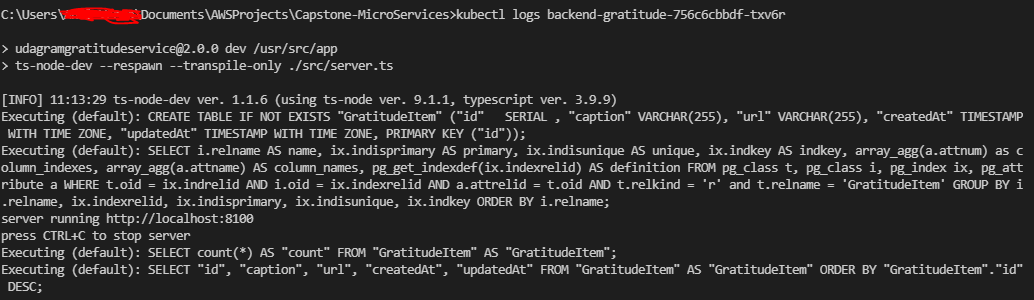 C:\Users\ \Documents\AWSProjects\Capstone-MicroServices>kubectl logs backend-gratitude-756c6cbbdf-txv6r
> udagramgratitudeservice@2.0.0 dev /usr/src/app
> ts-node-dev --respawn --transpile-only ./src/server.ts
[INFO] 11:13:29 ts-node-dev ver. 1.1.6 (using ts-node ver. 9.1.1, typescript ver. 3.9.9)
Executing (default): CREATE TABLE IF NOT EXISTS "GratitudeItem" ("id"   SERIAL , "caption" VARCHAR(255), "url" VARCHAR(255), "createdAt" TIMESTAMP
 WITH TIME ZONE, "updatedAt" TIMESTAMP WITH TIME ZONE, PRIMARY KEY ("id"));
Executing (default): SELECT i.relname AS name, ix.indisprimary AS primary, ix.indisunique AS unique, ix.indkey AS indkey, array_agg(a.attnum) as c
olumn_indexes, array_agg(a.attname) AS column_names, pg_get_indexdef(ix.indexrelid) AS definition FROM pg_class t, pg_class i, pg_index ix, pg_att
ribute a WHERE t.oid = ix.indrelid AND i.oid = ix.indexrelid AND a.attrelid = t.oid AND t.relkind = 'r' and t.relname = 'GratitudeItem' GROUP BY i
.relname, ix.indexrelid, ix.indisprimary, ix.indisunique, ix.indkey ORDER BY i.relname;
server running http://localhost:8100
press CTRL+C to stop server
Executing (default): SELECT count(*) AS "count" FROM "GratitudeItem" AS "GratitudeItem";
Executing (default): SELECT "id", "caption", "url", "createdAt", "updatedAt" FROM "GratitudeItem" AS "GratitudeItem" ORDER BY "GratitudeItem"."id"
 DESC;